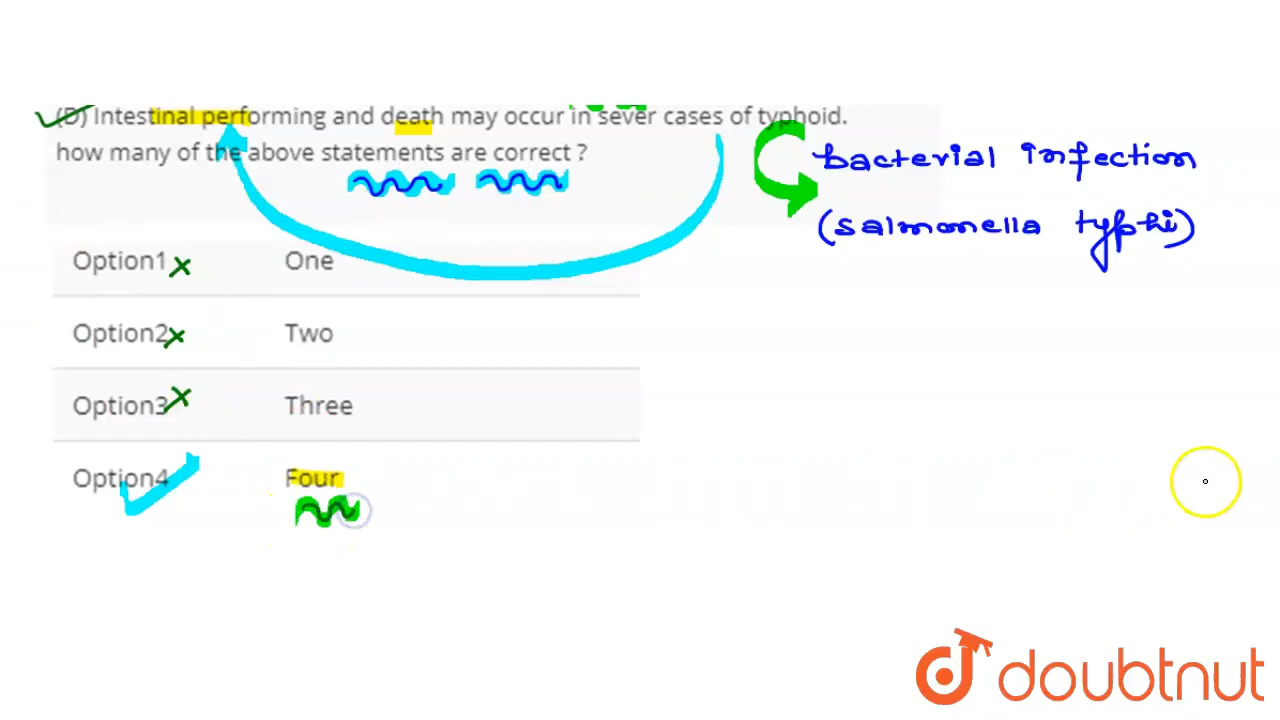 (D) Intestinal performing and death may occur in sever cases of typhoid.
how many of the above statements are correct ?
bacterial infection
(salmonella typhi)
Option1 One
Option2 Two
Option3 Three
Option4 Four
doubtnut